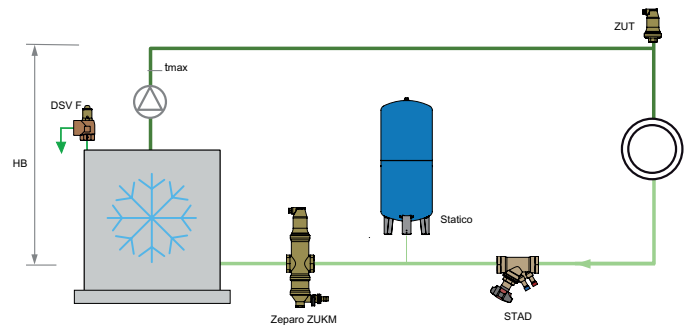 ZUT
tmax
DSV F
HB
Statico
Zeparo ZUKM
STAD